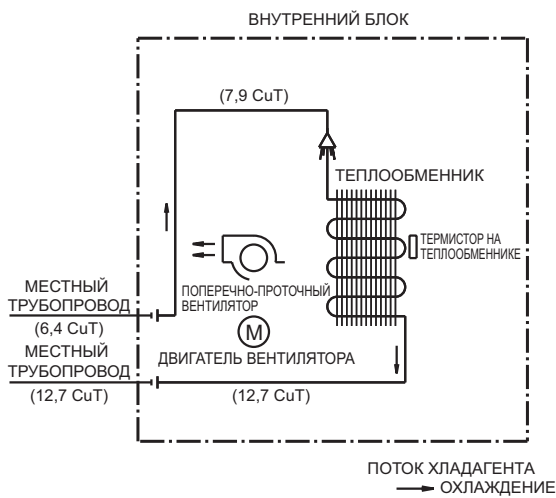 ВНУТРЕННИЙ БЛОК
(7,9 CuT)
ТЕПЛООБМЕННИК
ТЕРМИСТОР НА
ТЕПЛООБМЕННИКЕ
ПОПЕРЕЧНО-ПРОТОЧНЫЙ
ВЕНТИЛЯТОР
МЕСТНЫЙ
ТРУБОПРОВОД
(6,4 CuT)
M
ДВИГАТЕЛЬ ВЕНТИЛЯТОРА
МЕСТНЫЙ
ТРУБОПРОВОД
(12,7 CuT)
(12,7 CuT)
ПОТОК ХЛАДАГЕНТА
ОХЛАЖДЕНИЕ